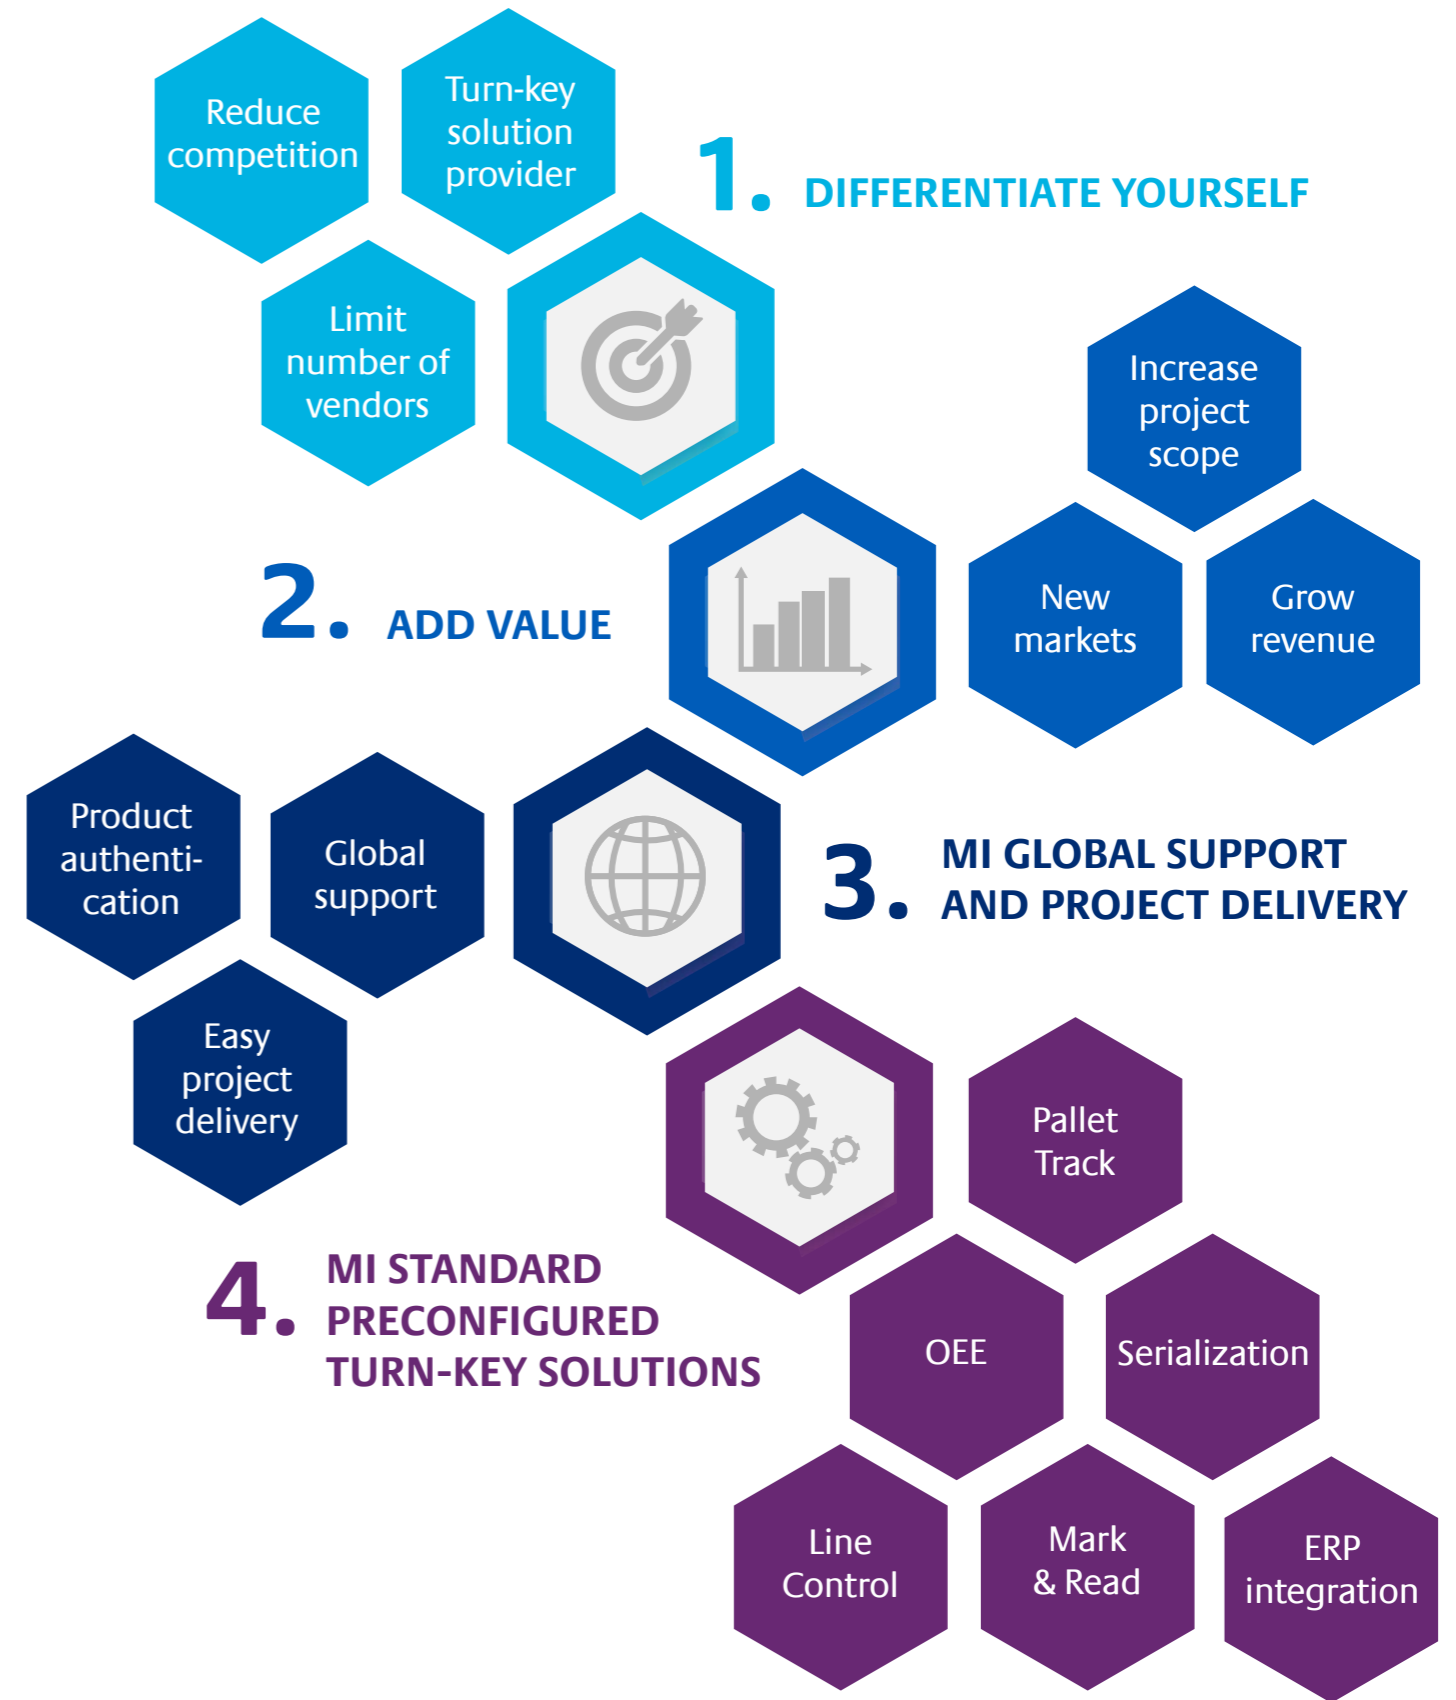 Reduce
competition
Turn-key
solution
provider
1. DIFFERENTIATE YOURSELF
Limit
number of
vendors
Increase
project
scope
2. ADD VALUE
New
markets
Grow
revenue
Product
authenti-
cation
Global
support
3. MI GLOBAL SUPPORT
AND PROJECT DELIVERY
Easy
project
delivery
Pallet
Track
4. MI STANDARD
PRECONFIGURED
TURN-KEY SOLUTIONS
OEE
Serialization
Line
Control
Mark
& Read
ERP
integration